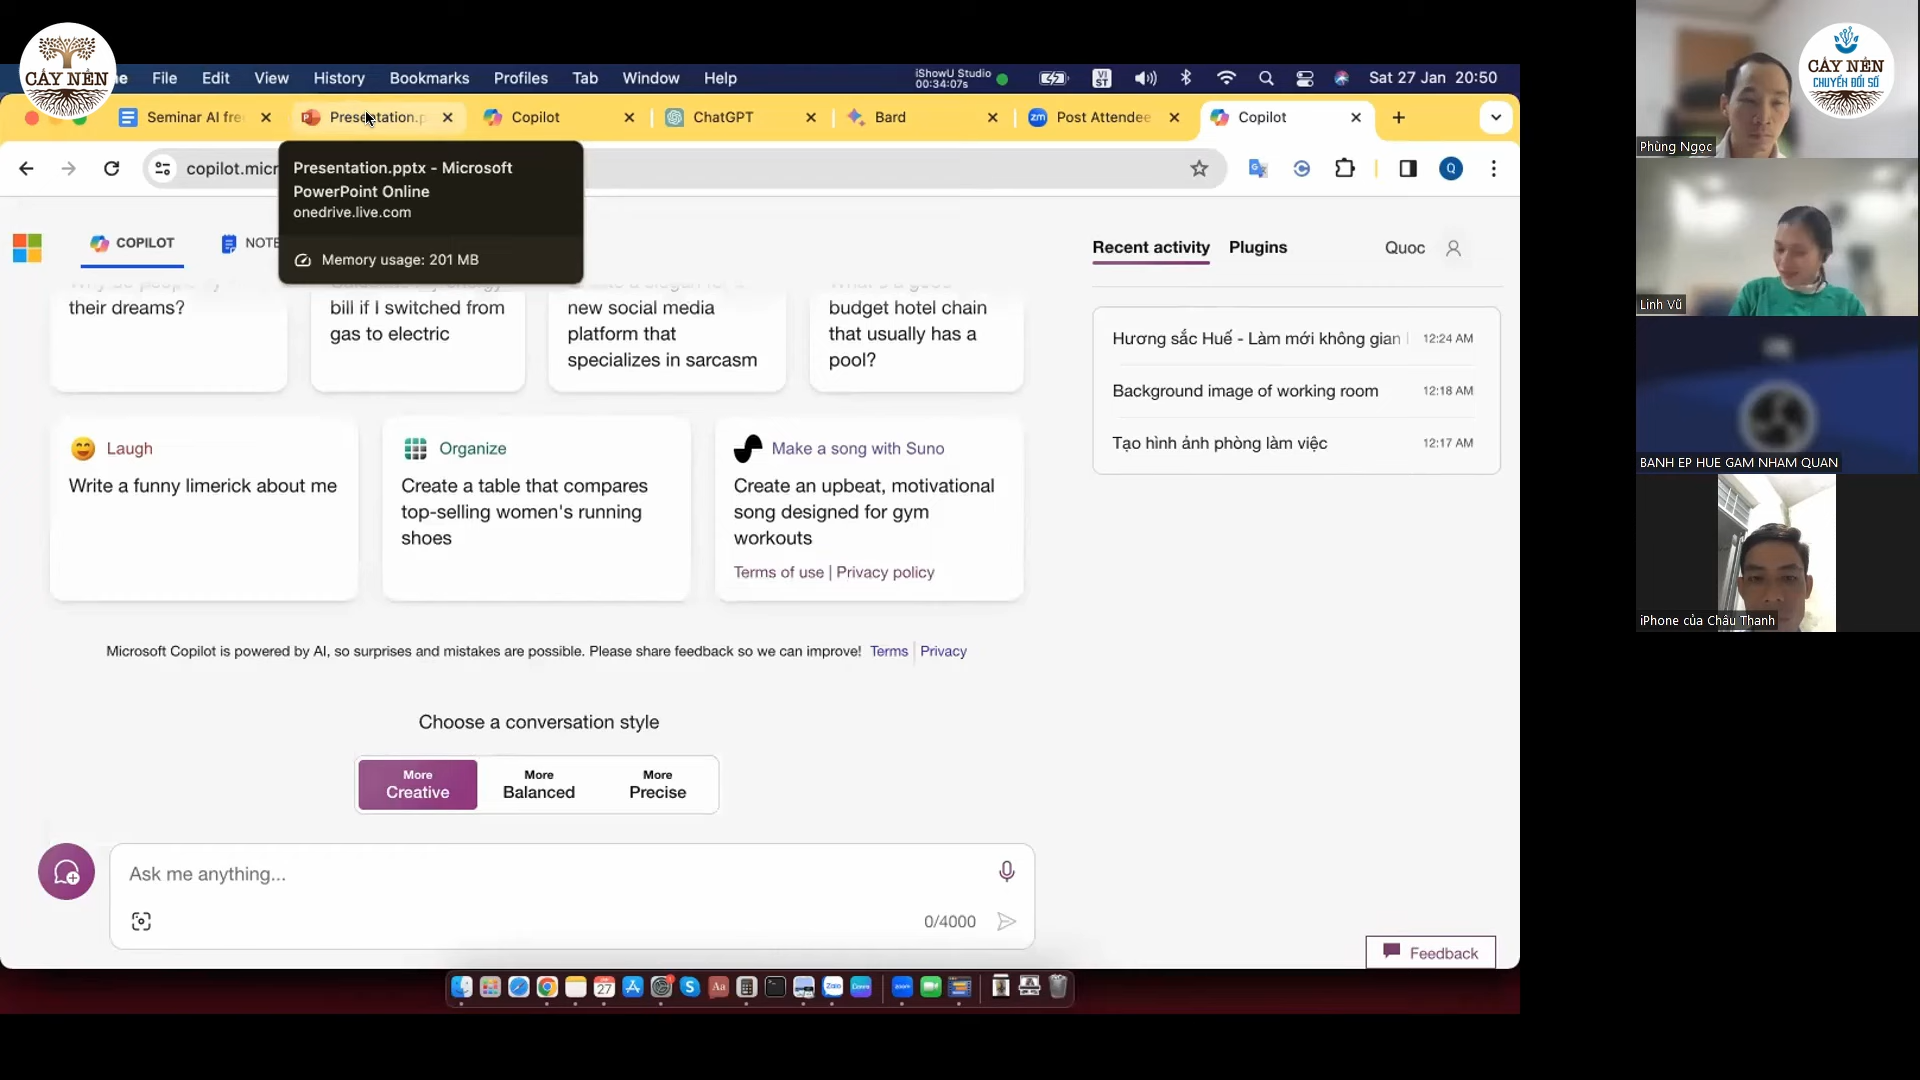 CÂY NỀN
File Edit View History Bookmarks Profiles Tab Window Help
iShowU Studio
00:34:07s
VI
ST
Sat 27 Jan 20:50
Seminar AI fre
Presentation.p
Copilot
ChatGPT
Bard
Post Attendee
Copilot
copilot.micr
Presentation.pptx - Microsoft
PowerPoint Online
onedrive.live.com
Memory usage: 201 MB
COPILOT
NOTE
Recent activity
Plugins
Quoc
their dreams?
bill if I switched from
gas to electric
new social media
platform that
specializes in sarcasm
budget hotel chain
that usually has a
pool?
Hương sắc Huế - Làm mới không gian 12:24 AM
Background image of working room 12:18 AM
Tạo hình ảnh phòng làm việc 12:17 AM
Laugh
Write a funny limerick about me
Organize
Create a table that compares
top-selling women's running
shoes
Make a song with Suno
Create an upbeat, motivational
song designed for gym
workouts
Terms of use | Privacy policy
Microsoft Copilot is powered by AI, so surprises and mistakes are possible. Please share feedback so we can improve! Terms Privacy
Choose a conversation style
More
Creative
More
Balanced
More
Precise
Ask me anything...
0/4000
Feedback
CÂY NỀN
CHUYỂN ĐỔI SỐ
Phùng Ngọc
Linh Vũ
BANH EP HUE GAM NHAM QUAN
iPhone của Châu Thanh